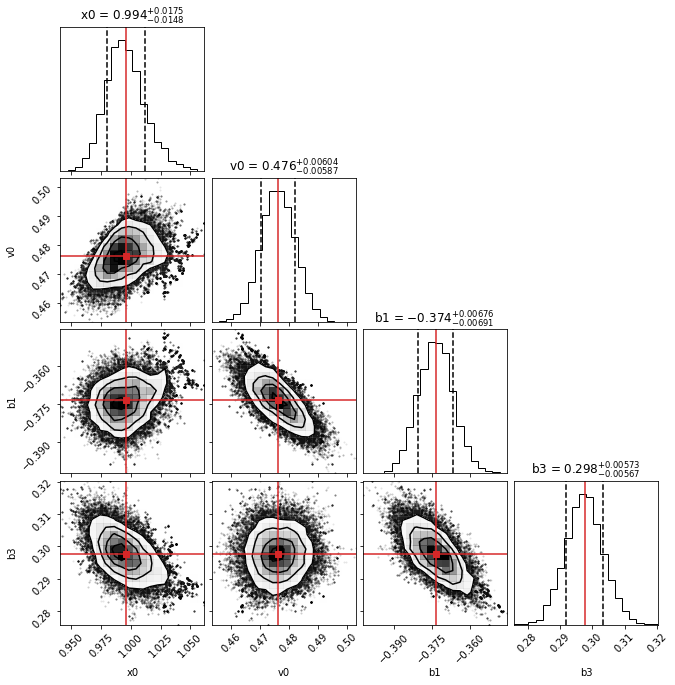 x0 = 0.994+0.0175−0.0148
v0 = 0.476+0.00604−0.00587
0.50
0.49
0.48
0.47
0.46
v0
b1 = −0.374+0.00676−0.00691
−0.360
−0.375
−0.390
b1
b3 = 0.298+0.00573−0.00567
0.32
0.31
0.30
0.29
0.28
b3
0.950 0.975 1.000 1.025 1.050
0.46 0.47 0.48 0.49 0.50
−0.390 −0.375 −0.360
0.28 0.29 0.30 0.31 0.32
x0 v0 b1 b3